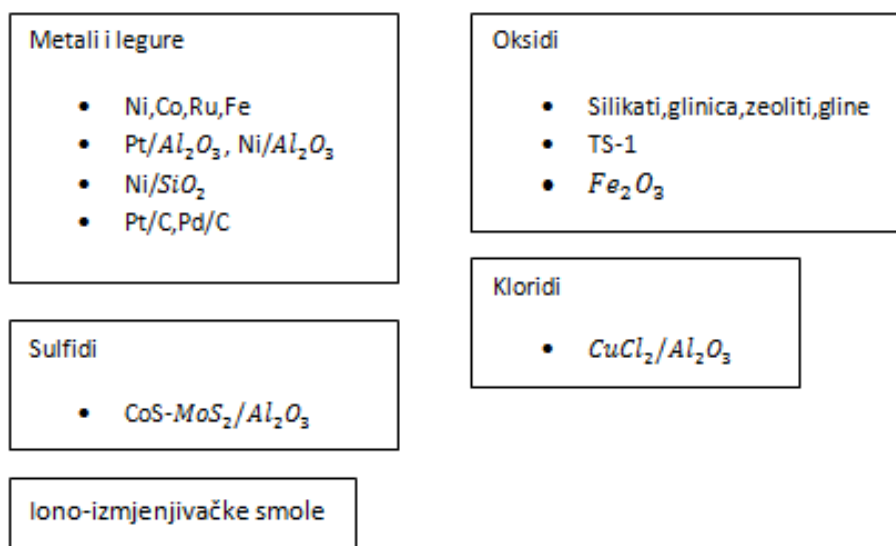 Metali i legure
• Ni,Co,Ru,Fe
• Pt/Al₂O₃, Ni/Al₂O₃
• Ni/SiO₂
• Pt/C,Pd/C
Oksidi
• Silikati,glinica,zeoliti,gline
• TS-1
• Fe₂O₃
Kloridi
• CuCl₂/Al₂O₃
Sulfidi
• CoS-MoS₂/Al₂O₃
Iono-izmjenjivačke smole